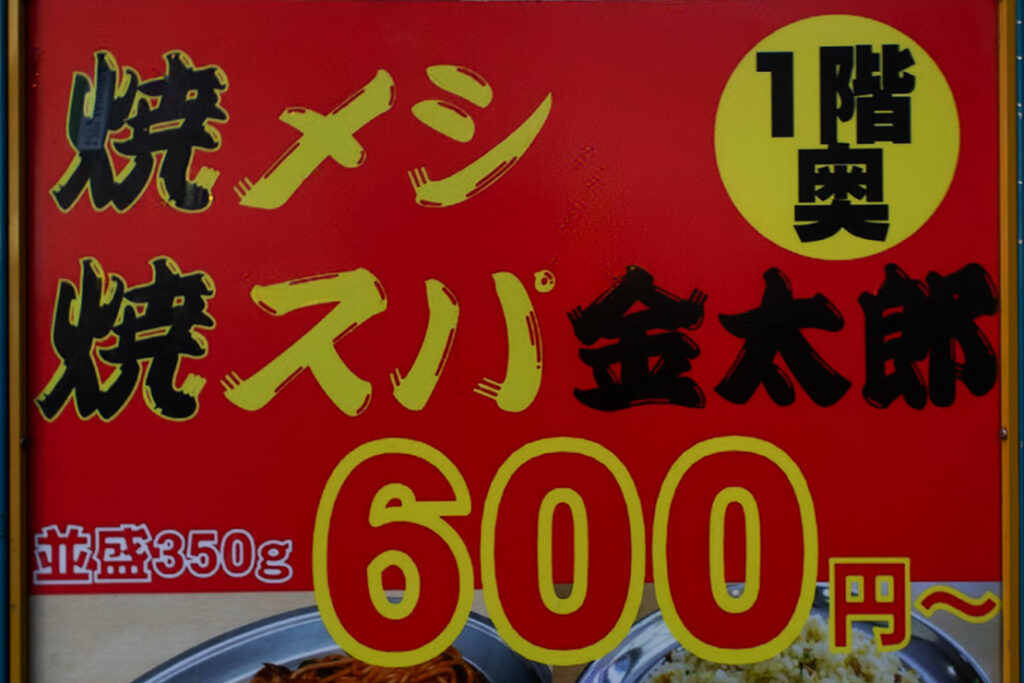 1階
奥
焼メシ
焼スパ金太郎
並盛350g
600円～